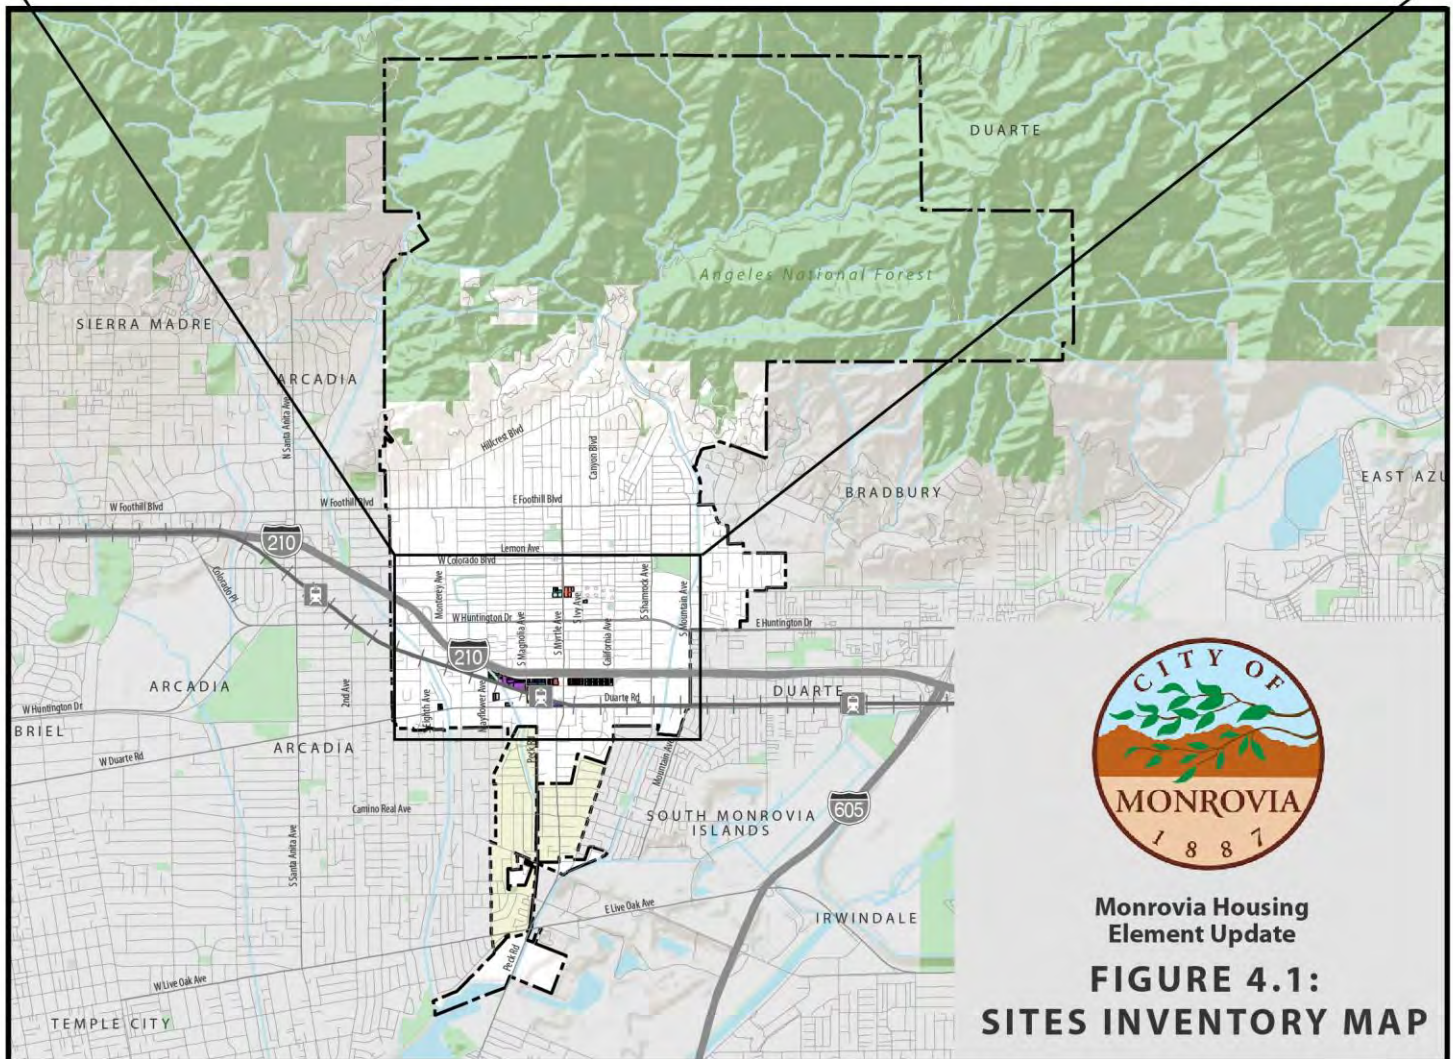 DUARTE
Angeles National Forest
SIERRA MADRE
ARCADIA
N Santa Anita Ave
Hillcrest Blvd
Canyon Blvd
BRADBURY
EAST AZU
W Foothill Blvd
W Foothill Blvd
E Foothill Blvd
210
Lemon Ave
W Colorado Blvd
Colorado Pl
Monterey Ave
S Ivy Ave
S Shamrock Ave
S Mountain Ave
W Huntington Dr
S Magnolia Ave
S Myrtle Ave
California Ave
E Huntington Dr
210
ARCADIA
2nd Ave
Duarte Rd
DUARTE
W Huntington Dr
BRIEL
ARCADIA
W Duarte Rd
Peck Rd
Mountain Ave
Camino Real Ave
SOUTH MONROVIA
ISLANDS
605
S Santa Anita Ave
E Live Oak Ave
IRWINDALE
Peck Rd
W Live Oak Ave
TEMPLE CITY
CITY OF
MONROVIA
1887
Monrovia Housing
Element Update
FIGURE 4.1:
SITES INVENTORY MAP